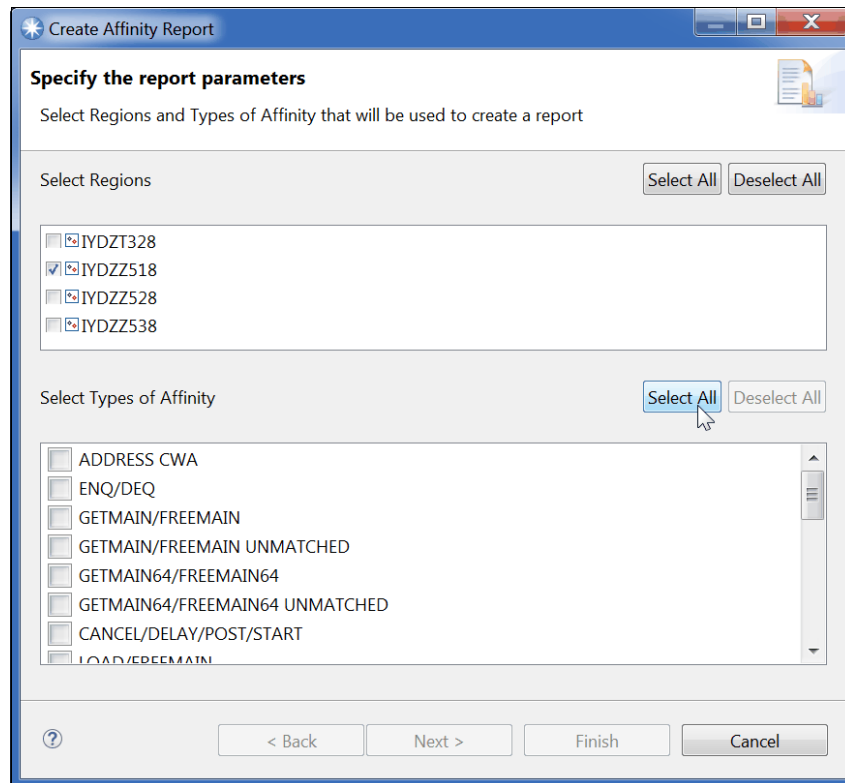 Create Affinity Report
Specify the report parameters
Select Regions and Types of Affinity that will be used to create a report
Select Regions Select All Deselect All
IYDZT328
IYDZZ518
IYDZZ528
IYDZZ538
Select Types of Affinity Select All Deselect All
ADDRESS CWA
ENQ/DEQ
GETMAIN/FREEMAIN
GETMAIN/FREEMAIN UNMATCHED
GETMAIN64/FREEMAIN64
GETMAIN64/FREEMAIN64 UNMATCHED
CANCEL/DELAY/POST/START
LOAD/FREEMAIN
? < Back Next > Finish Cancel